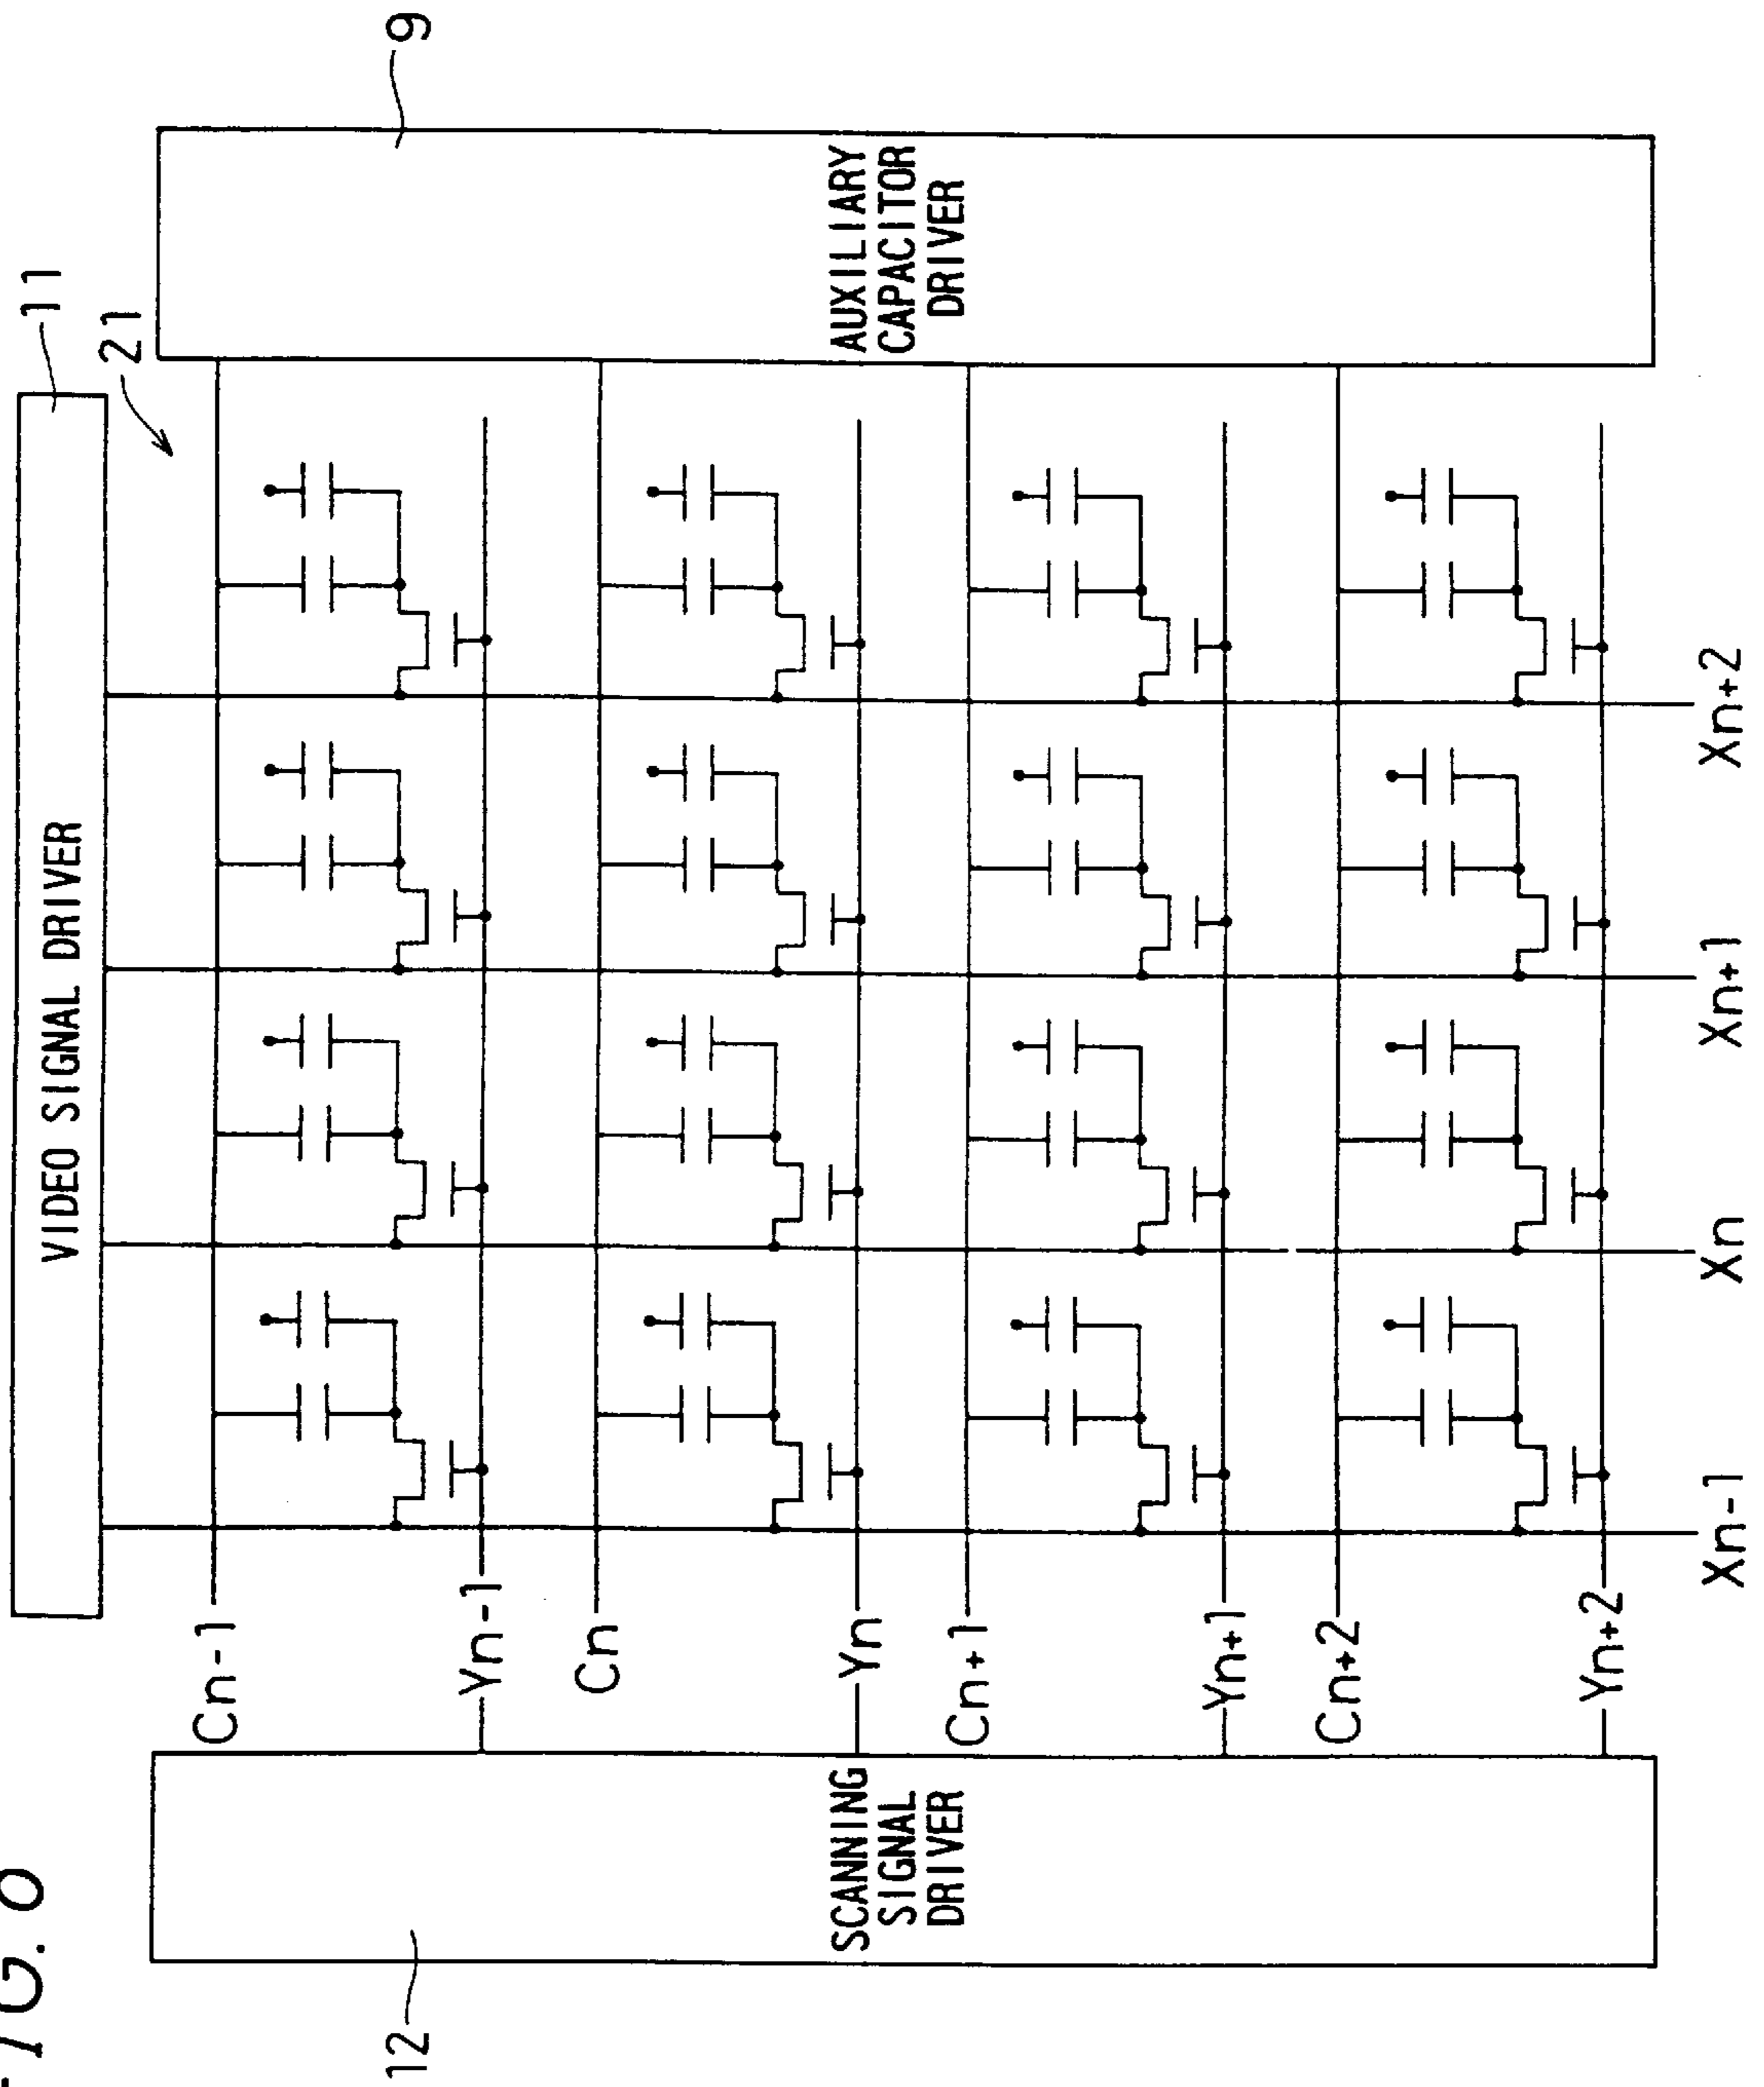 FIG.
11
VIDEO SIGNAL DRIVER
21
9
12
SCANNING
SIGNAL
DRIVER
AUXILIARY
CAPACITOR
DRIVER
Cn-1
Yn-1
Cn
Yn
Cn+1
Yn+1
Cn+2
Yn+2
Xn-1
Xn
Xn+1
Xn+2